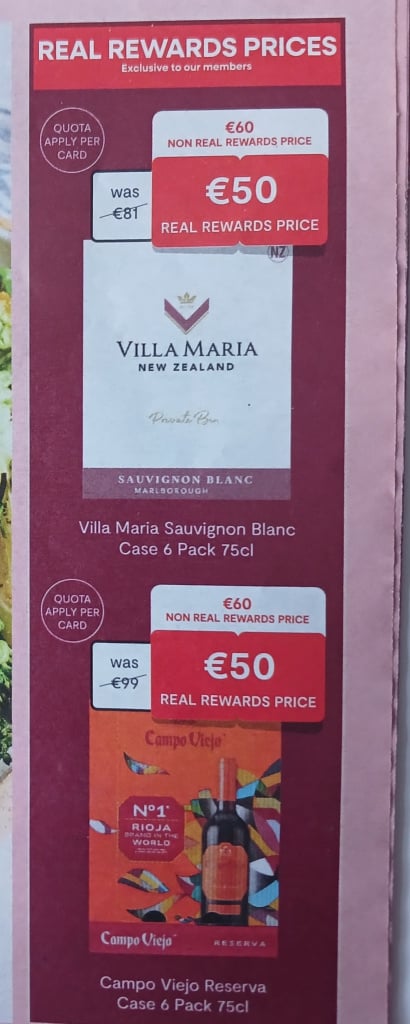 REAL REWARDS PRICES
Exclusive to our members
QUOTA
APPLY PER
CARD
€60
NON REAL REWARDS PRICE
was
€81
€50
REAL REWARDS PRICE
NZ
VILLA MARIA
NEW ZEALAND
Private Bin
SAUVIGNON BLANC
MARLBOROUGH
Villa Maria Sauvignon Blanc
Case 6 Pack 75cl
QUOTA
APPLY PER
CARD
€60
NON REAL REWARDS PRICE
was
€99
€50
REAL REWARDS PRICE
Campo Viejo
Nº1*
RIOJA
BRAND IN THE
WORLD
Campo Viejo
RESERVA
Campo Viejo Reserva
Case 6 Pack 75cl